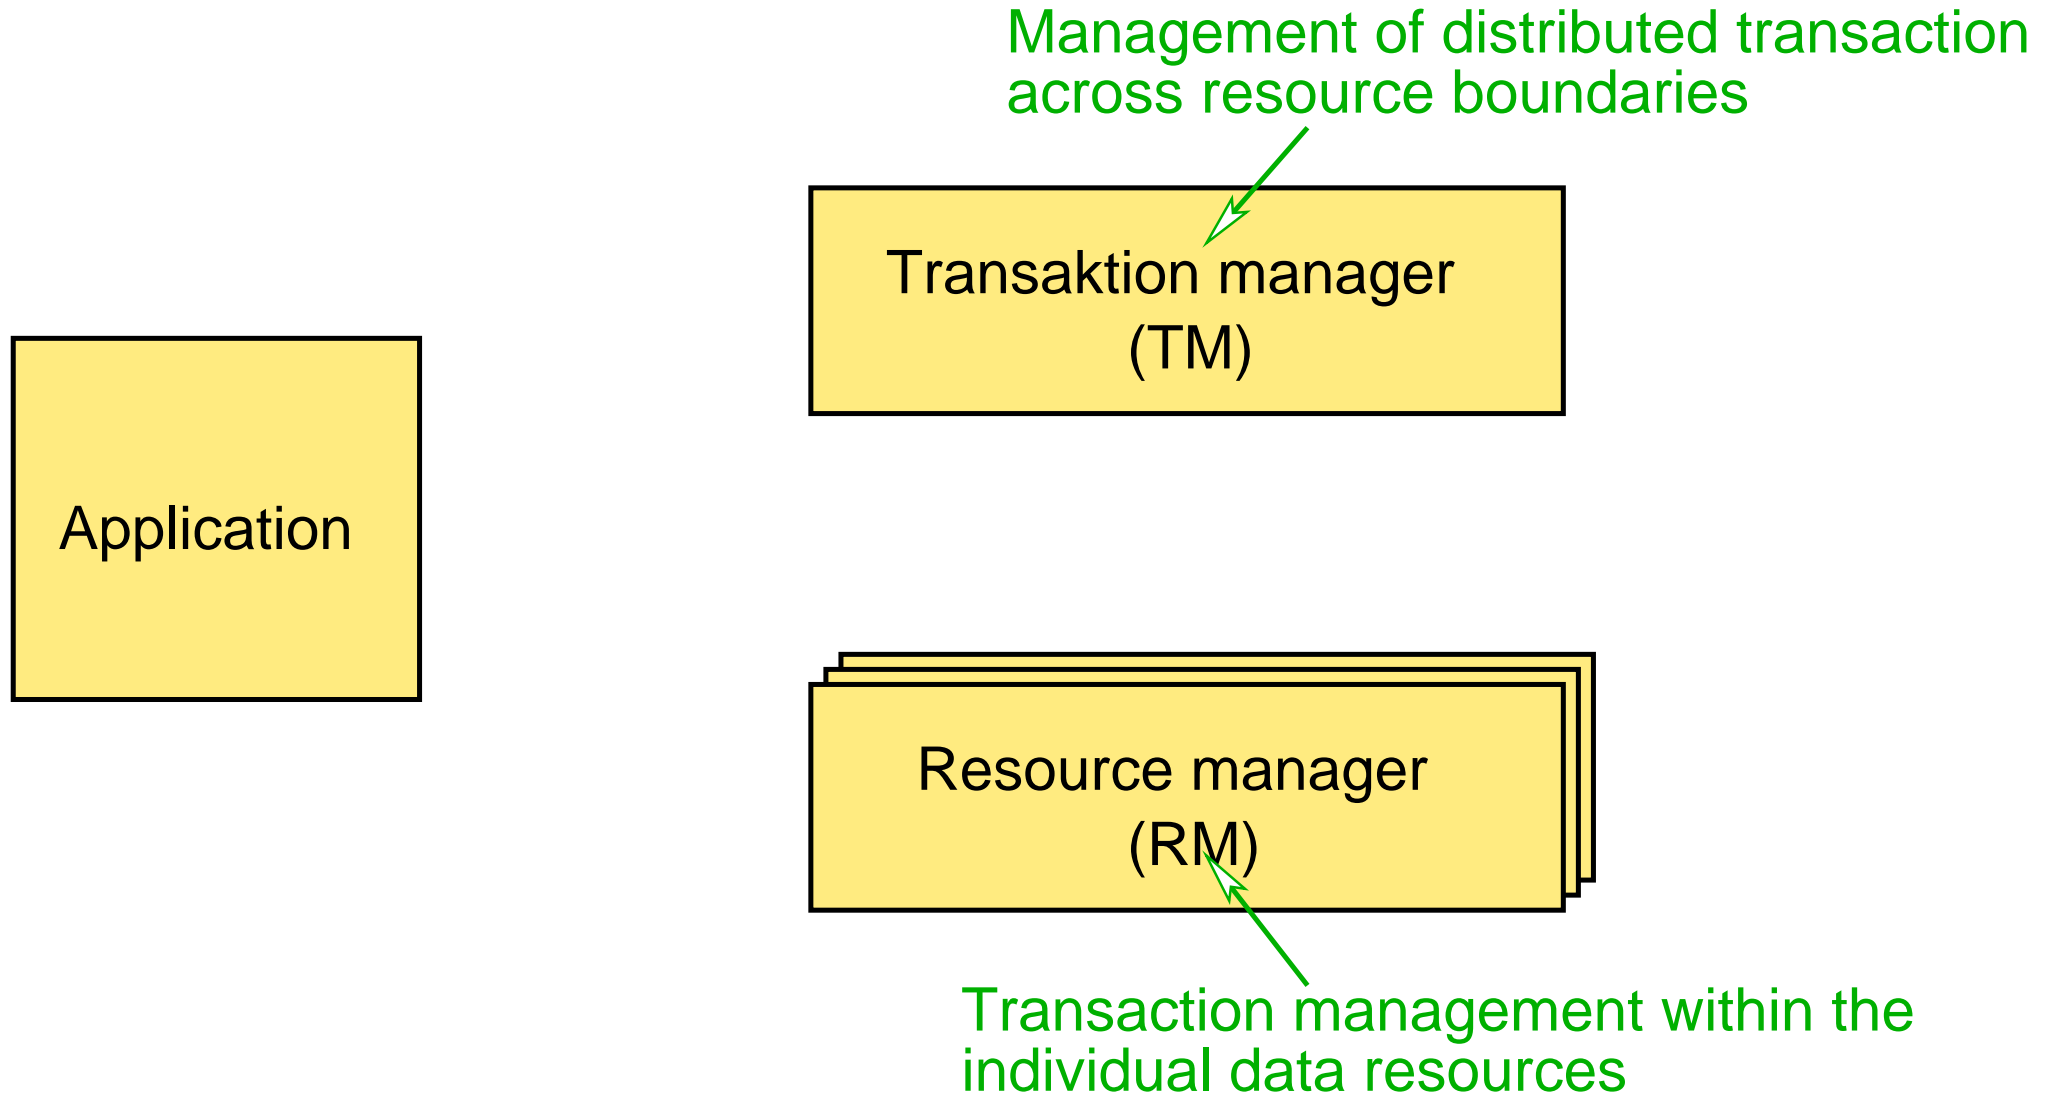 Management of distributed transaction
across resource boundaries
Transaktion manager
(TM)
Application
Resource manager
(RM)
Transaction management within the
individual data resources